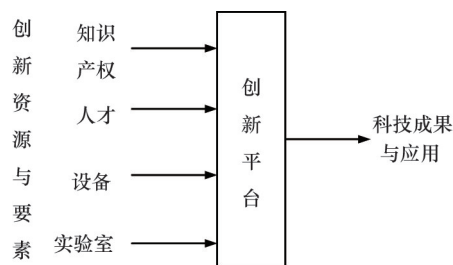 创新资源与要素
知识
产权
人才
设备
实验室
创新平台
科技成果
与应用